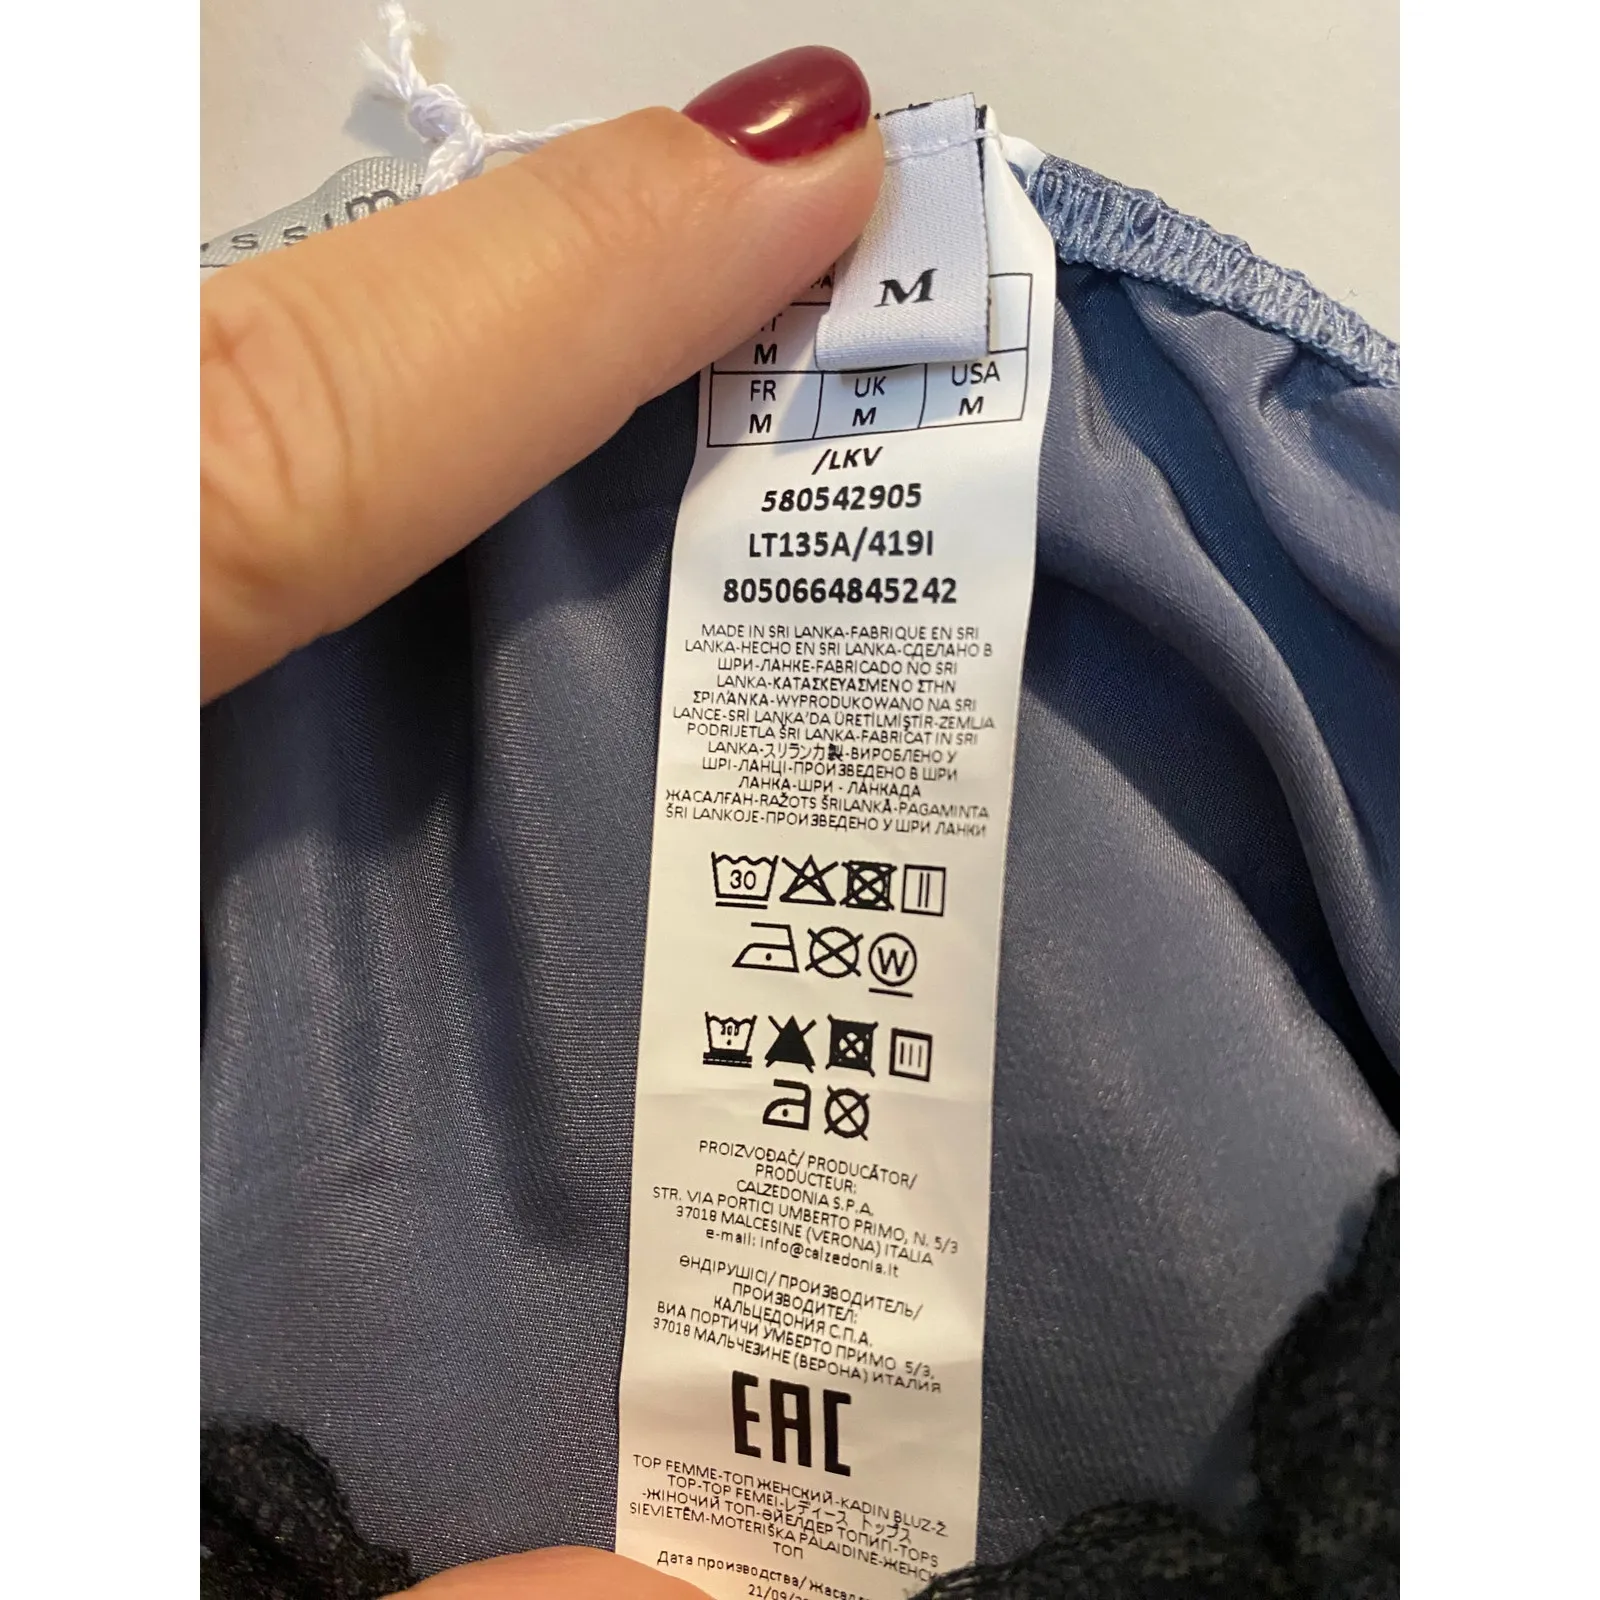 M
M
FR UK USA
M M M
/LKV
580542905
LT135A/419I
8050664845242
MADE IN SRI LANKA-FABRIQUE EN SRI
LANKA-HECHO EN SRI LANKA-СДЕЛАНО В
ШРИ-ЛАНКЕ-FABRICADO NO SRI
LANKA-ΚΑΤΑΣΚΕΥΑΣΜΕΝΟ ΣΤΗΝ
ΣΡΙ ΛΆΝΚΑ-WYPRODUKOWANO NA SRI
LANCE-SRİ LANKA'DA ÜRETİLMİŞTİR-ZEMLJA
PODRIJETLA ŠRI LANKA-FABRICAT IN SRI
LANKA-スリランカ製-ВИРОБЛЕНО У
ШРІ-ЛАНЦІ-ПРОИЗВЕДЕНО В ШРИ
ЛАНКА-ШРИ - ЛАНКАДА
ЖАСАЛҒАН-RAŽOTS ŠRILANKĀ-PAGAMINTA
ŠRI LANKOJE-ПРОИЗВЕДЕНО У ШРИ ЛАНКИ
30
W
PROIZVOĐAČ/ PRODUCĂTOR/
PRODUCTEUR:
CALZEDONIA S.P.A.
STR. VIA PORTICI UMBERTO PRIMO, N. 5/3
37018 MALCESINE (VERONA) ITALIA
e-mail: info@calzedonia.it
ӨНДІРУШІСІ/ ПРОИЗВОДИТЕЛЬ/
ПРОИЗВОДИТЕЛ:
КАЛЬЦЕДОНИЯ С.П.А.
ВИА ПОРТИЧИ УМБЕРТО ПРИМО 5/3,
37018 МАЛЬЧЕЗИНЕ (ВЕРОНА) ИТАЛИЯ
EAC
TOP FEMME-ТОП ЖЕНСКИЙ-KADIN BLUZ-Ž
TOP-TOP FEMEI-レディース トップス
-ЖІНОЧИЙ ТОП-ӘЙЕЛДЕР ТОПИП-TOPS
SIEVIETĒM-MOTERIŠKA PALAIDINĖ-ЖЕНСК
ТОП
Дата производства/
21/09/